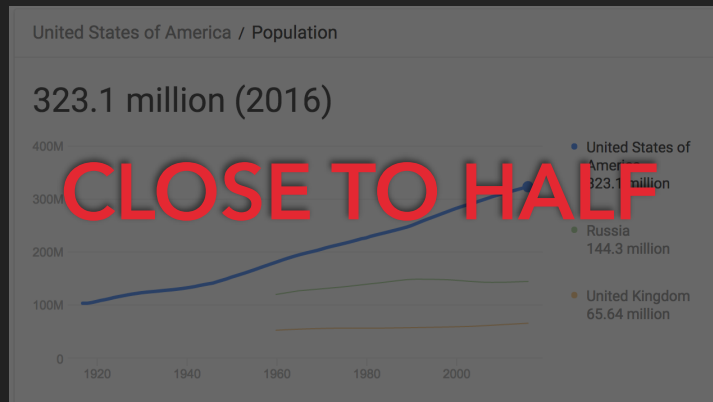 United States of America / Population
323.1 million (2016)
400M
300M
200M
100M
0
1920 1940 1960 1980 2000
United States of
America
323.1 million
Russia
144.3 million
United Kingdom
65.64 million
CLOSE TO HALF